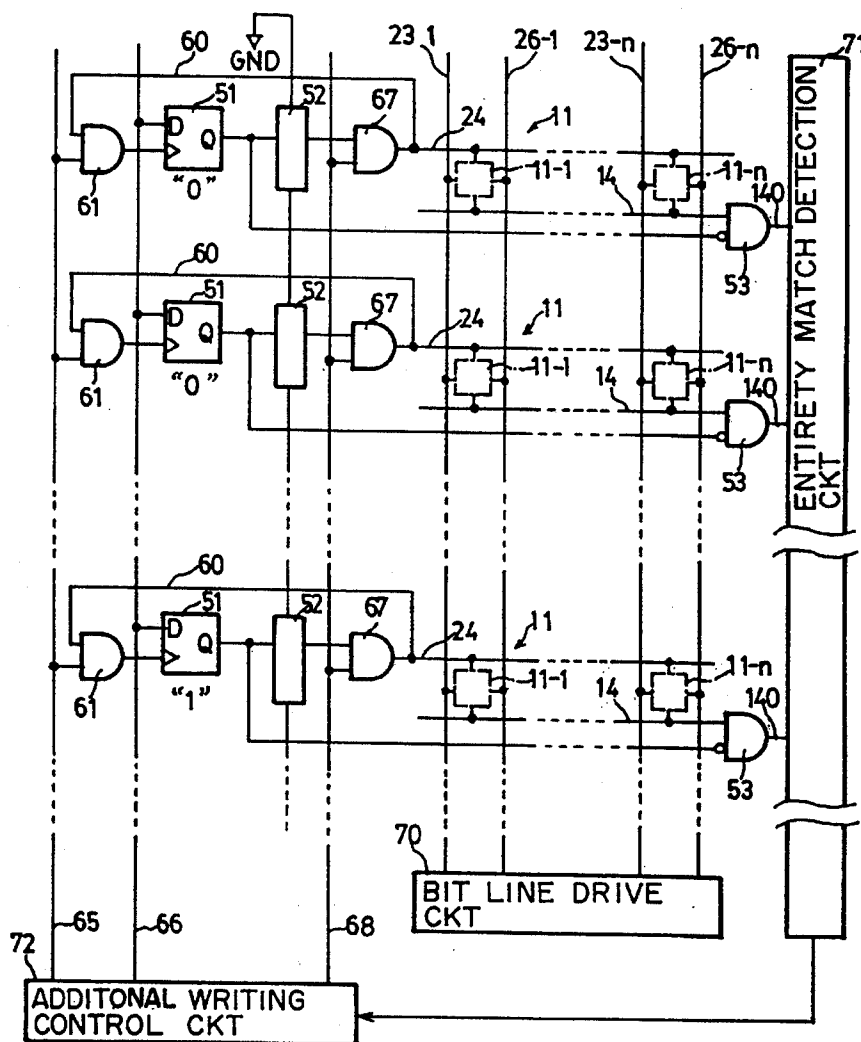 60
GND
23-1
26-1
23-n
26-n
71
51
52
67
24
11
D
Q
11-1
11-n
14
140
61
"0"
53
60
51
52
67
24
11
D
Q
11-1
11-n
14
140
61
"0"
53
ENTIRETY MATCH DETECTION
CKT
60
51
52
67
24
11
D
Q
11-1
11-n
14
140
61
"1"
53
70
BIT LINE DRIVE
CKT
65
66
68
72
ADDITONAL WRITING
CONTROL CKT